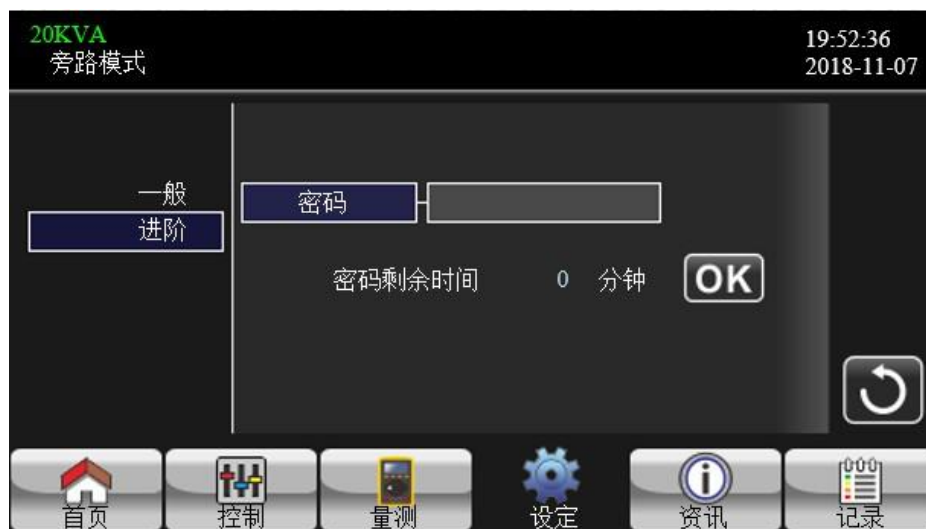 20KVA
旁路模式
19:52:36
2018-11-07
一般
进阶
密码
密码剩余时间 0 分钟
OK
首页
控制
量测
设定
资讯
记录